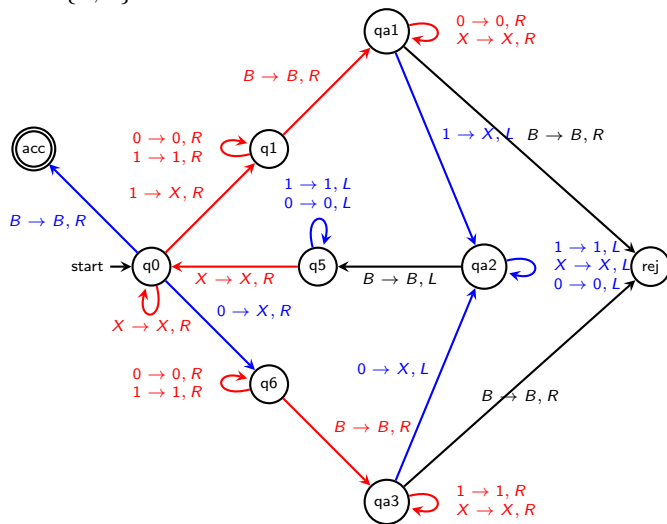 qa1
0 → 0, R
X → X, R
B → B, R
acc
0 → 0, R
1 → 1, R
q1
1 → X, L
B → B, R
1 → X, R
1 → 1, L
0 → 0, L
B → B, R
start
q0
q5
qa2
1 → 1, L
X → X, L
0 → 0, L
rej
X → X, R
B → B, L
X → X, R
0 → X, R
0 → 0, R
1 → 1, R
q6
0 → X, L
B → B, R
B → B, R
qa3
1 → 1, R
X → X, R